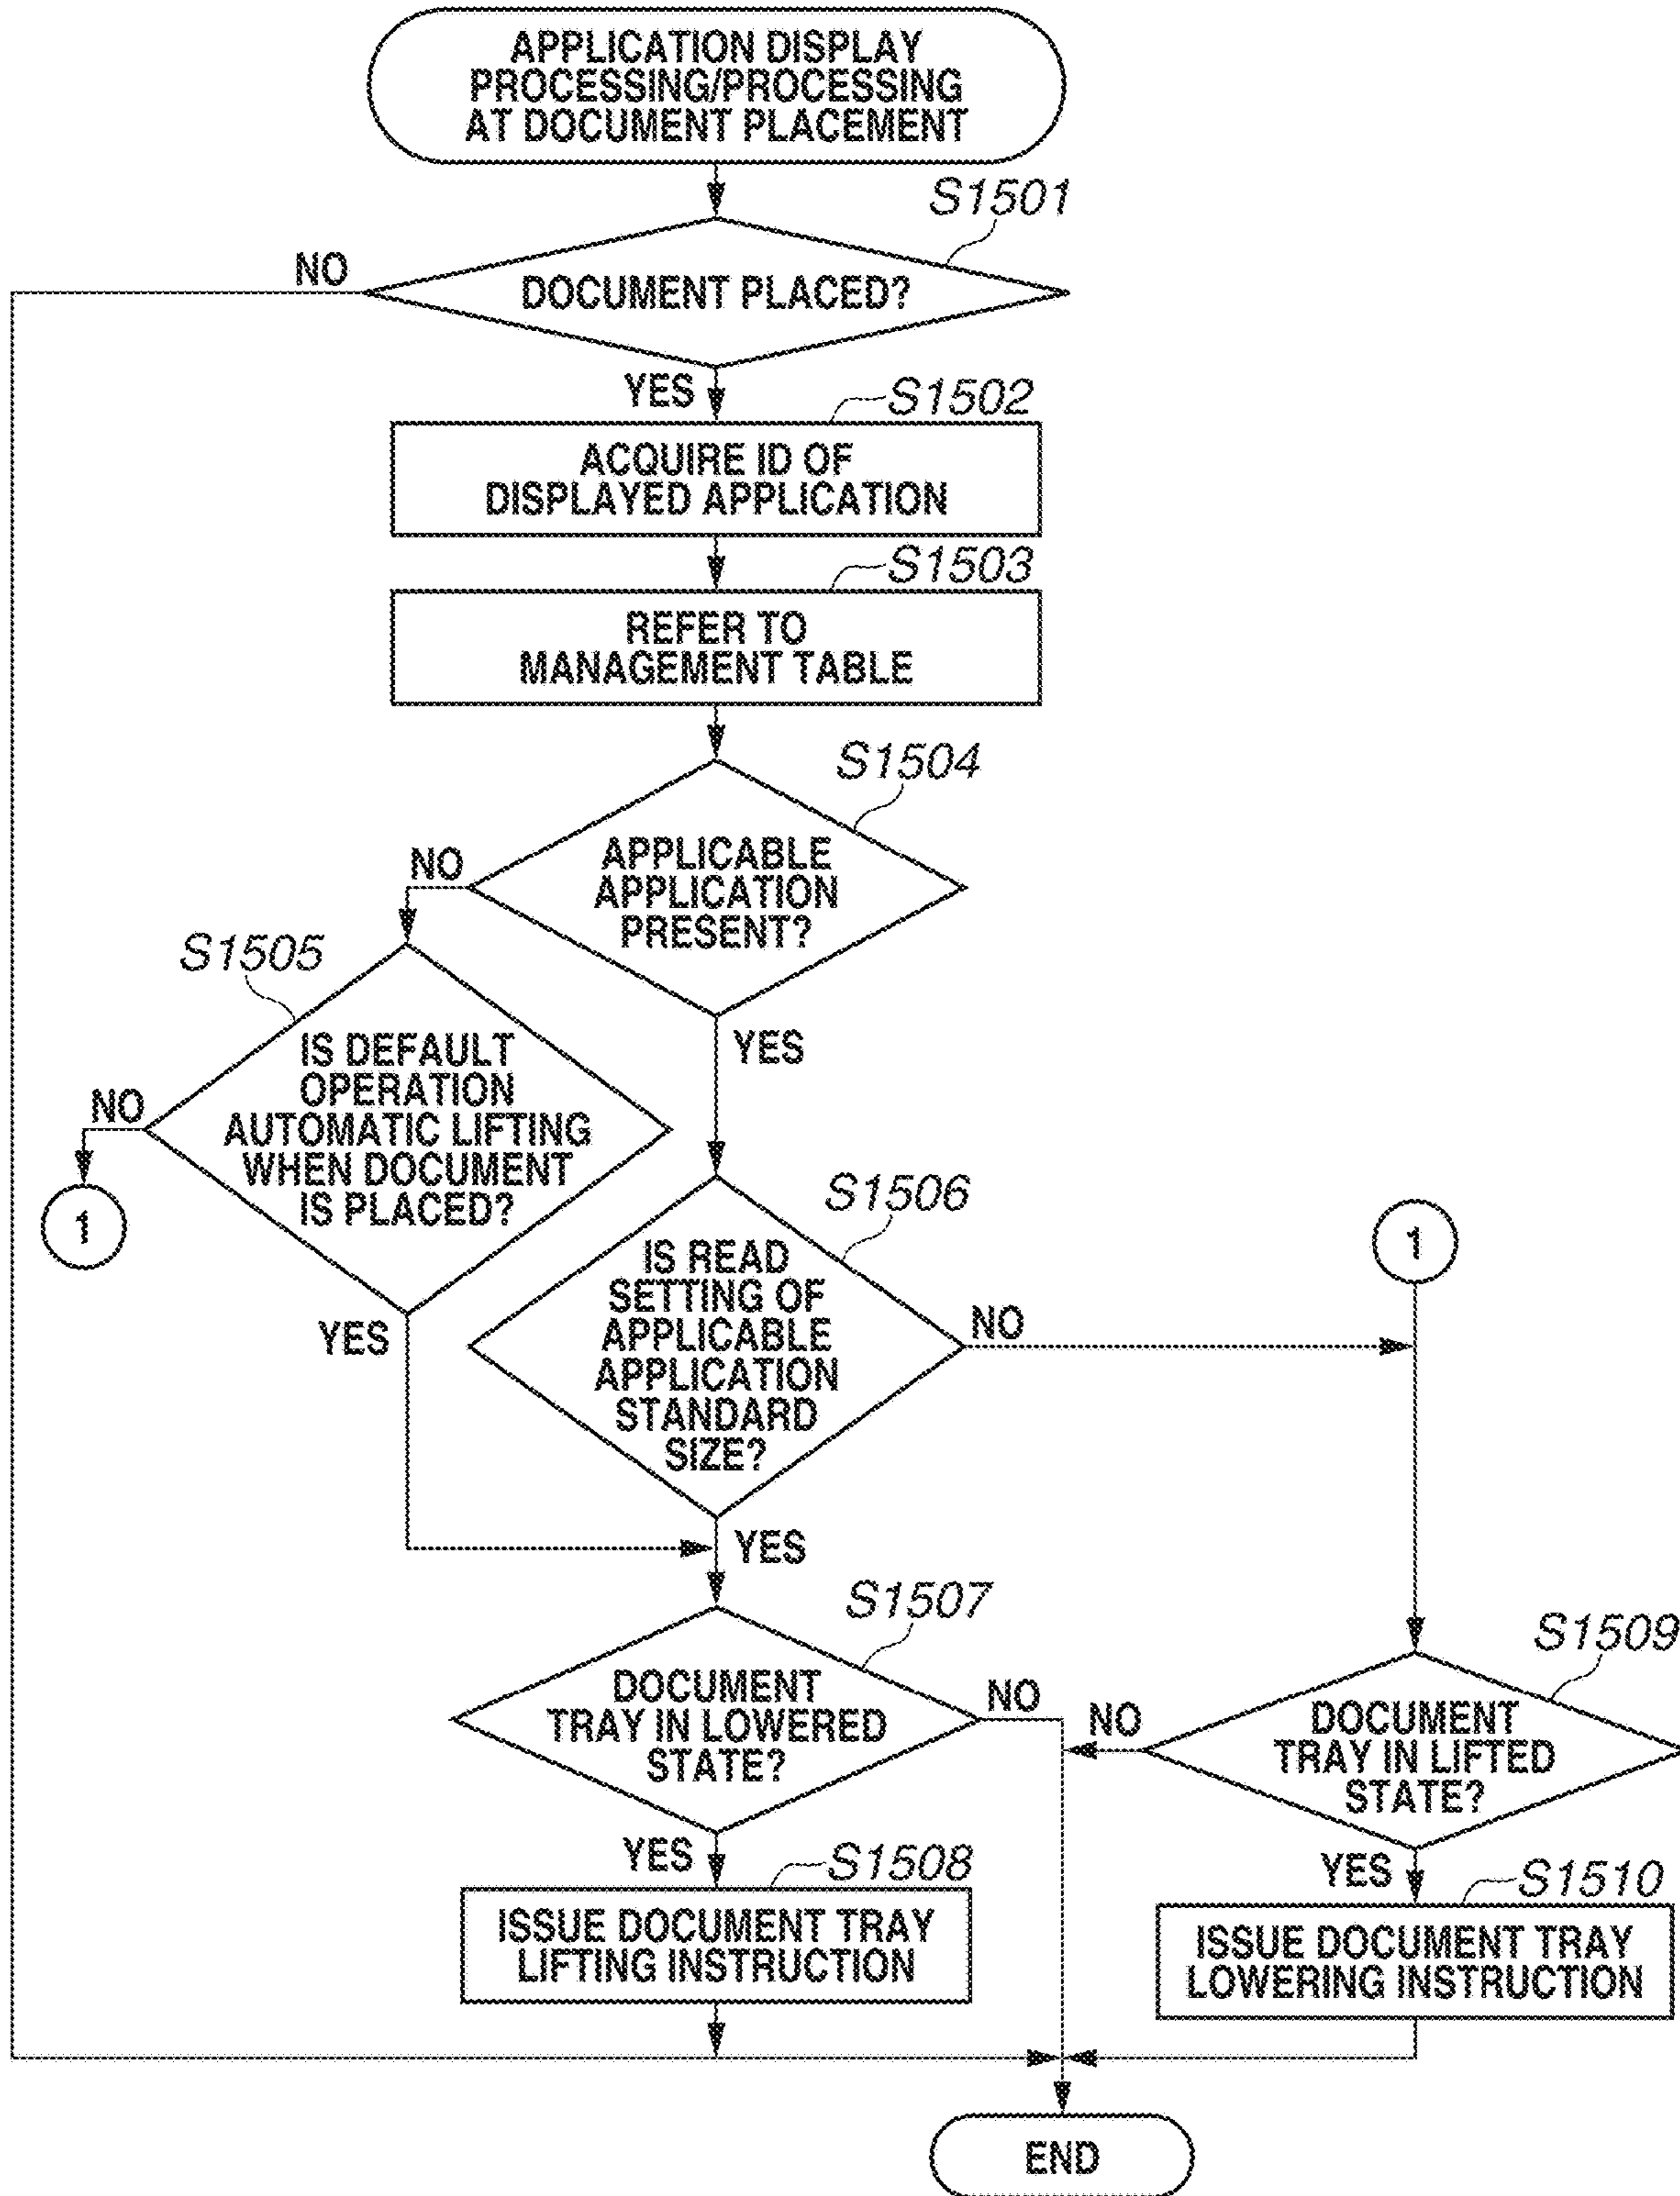 APPLICATION DISPLAY
PROCESSING/PROCESSING
AT DOCUMENT PLACEMENT
S1501
NO
DOCUMENT PLACED?
YES
S1502
ACQUIRE ID OF
DISPLAYED APPLICATION
S1503
REFER TO
MANAGEMENT TABLE
S1504
NO
APPLICABLE
APPLICATION
PRESENT?
S1505
YES
IS DEFAULT
OPERATION
AUTOMATIC LIFTING
WHEN DOCUMENT
IS PLACED?
NO
1
YES
S1506
IS READ
SETTING OF
APPLICABLE
APPLICATION
STANDARD
SIZE?
NO
1
YES
S1507
DOCUMENT
TRAY IN LOWERED
STATE?
NO
S1509
NO
DOCUMENT
TRAY IN LIFTED
STATE?
YES
S1508
ISSUE DOCUMENT TRAY
LIFTING INSTRUCTION
YES
S1510
ISSUE DOCUMENT TRAY
LOWERING INSTRUCTION
END